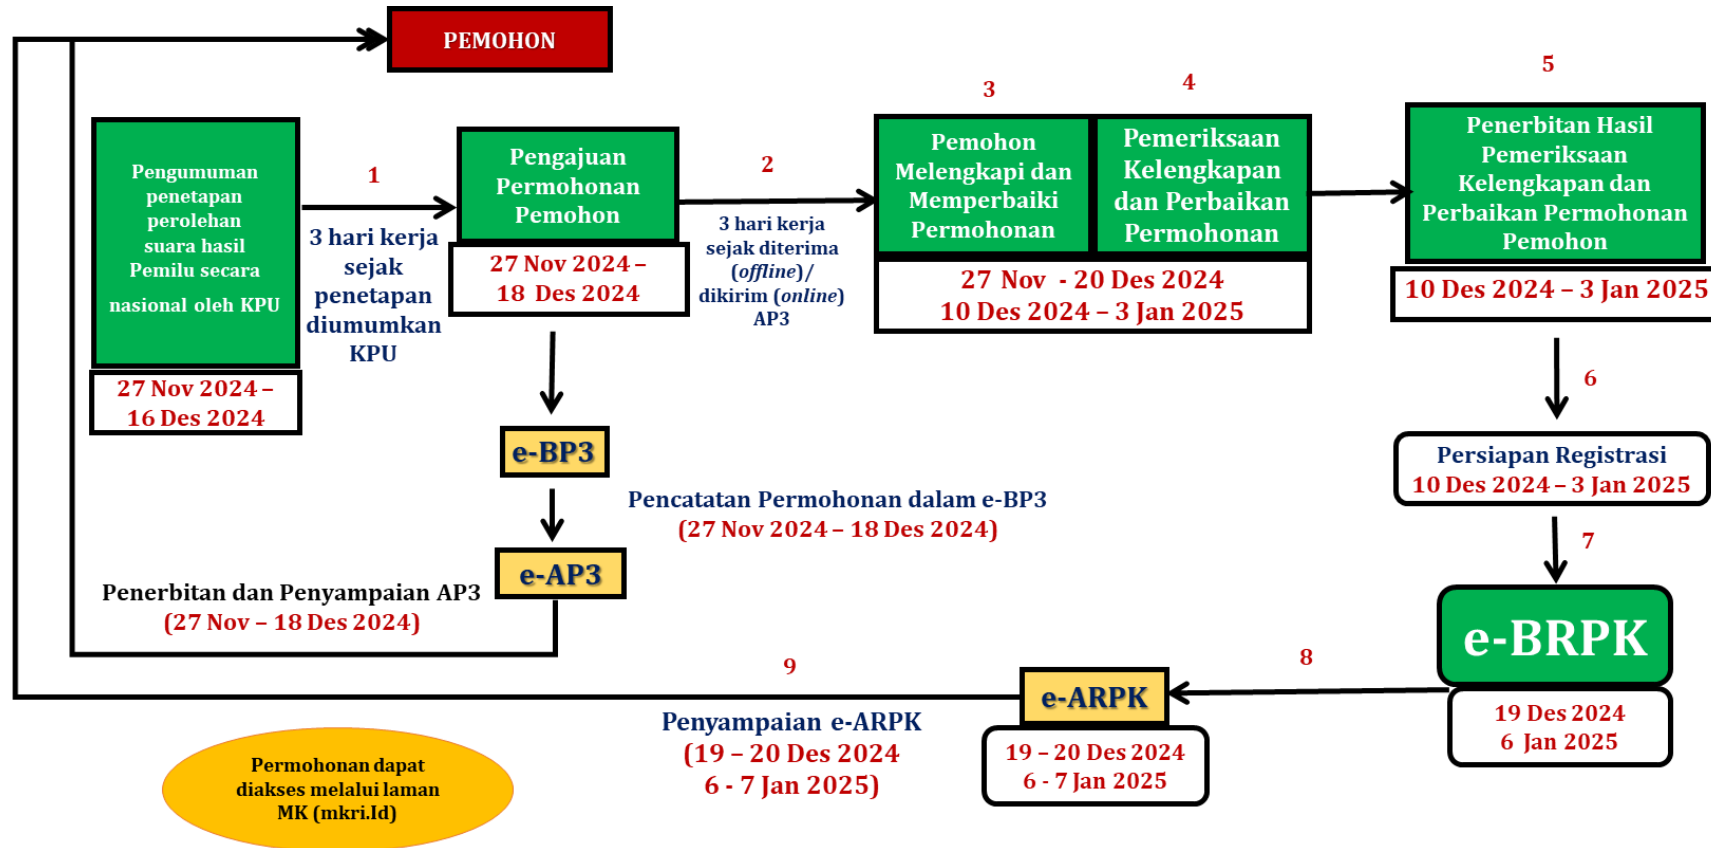 PEMOHON
Pengumuman
penetapan
perolehan
suara hasil
Pemilu secara
nasional oleh KPU
27 Nov 2024 –
16 Des 2024
1
3 hari kerja
sejak
penetapan
diumumkan
KPU
Pengajuan
Permohonan
Pemohon
27 Nov 2024 –
18 Des 2024
2
3 hari kerja
sejak diterima
(offline)/
dikirim (online)
AP3
3
Pemohon
Melengkapi dan
Memperbaiki
Permohonan
4
Pemeriksaan
Kelengkapan
dan Perbaikan
Permohonan
27 Nov - 20 Des 2024
10 Des 2024 – 3 Jan 2025
5
Penerbitan Hasil
Pemeriksaan
Kelengkapan dan
Perbaikan Permohonan
Pemohon
10 Des 2024 – 3 Jan 2025
6
Persiapan Registrasi
10 Des 2024 – 3 Jan 2025
7
e-BRPK
19 Des 2024
6 Jan 2025
8
e-ARPK
19 – 20 Des 2024
6 - 7 Jan 2025
9
Penyampaian e-ARPK
(19 – 20 Des 2024
6 - 7 Jan 2025)
e-BP3
Pencatatan Permohonan dalam e-BP3
(27 Nov 2024 – 18 Des 2024)
e-AP3
Penerbitan dan Penyampaian AP3
(27 Nov – 18 Des 2024)
Permohonan dapat
diakses melalui laman
MK (mkri.Id)